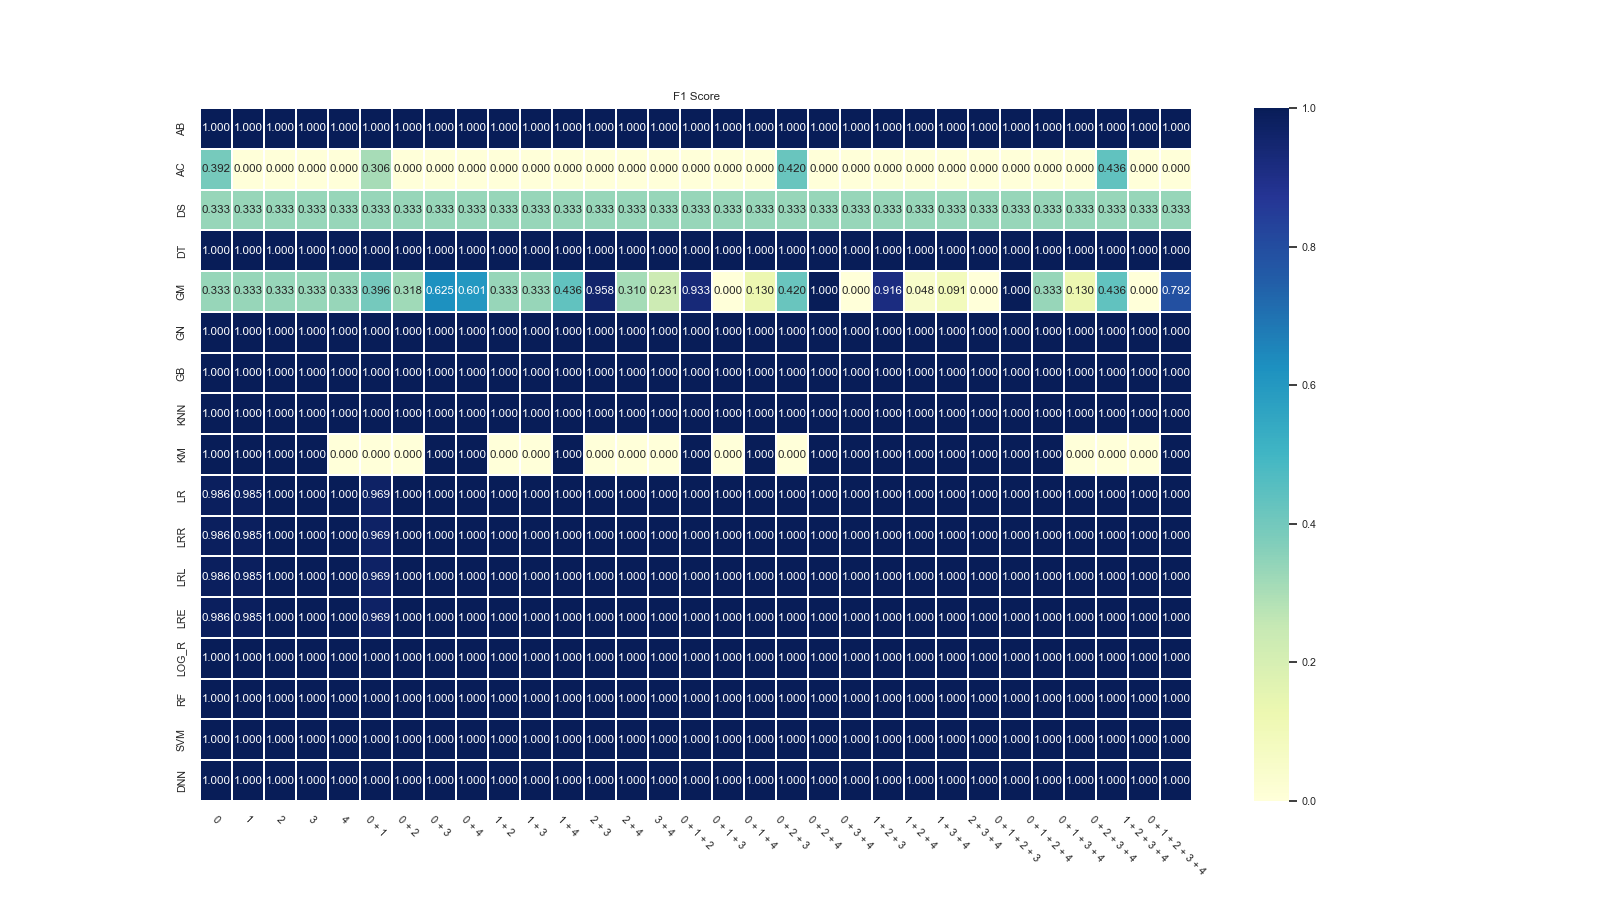 F1 Score
AB 1.000 1.000 1.000 1.000 1.000 1.000 1.000 1.000 1.000 1.000 1.000 1.000 1.000 1.000 1.000 1.000 1.000 1.000 1.000 1.000 1.000 1.000 1.000 1.000 1.000 1.000 1.000 1.000 1.000 1.000 1.000 1.0
AC 0.392 0.000 0.000 0.000 0.000 0.306 0.000 0.000 0.000 0.000 0.000 0.000 0.000 0.000 0.000 0.000 0.000 0.000 0.420 0.000 0.000 0.000 0.000 0.000 0.000 0.000 0.000 0.000 0.436 0.000 0.000
DS 0.333 0.333 0.333 0.333 0.333 0.333 0.333 0.333 0.333 0.333 0.333 0.333 0.333 0.333 0.333 0.333 0.333 0.333 0.333 0.333 0.333 0.333 0.333 0.333 0.333 0.333 0.333 0.333 0.333 0.333 0.333
DT 1.000 1.000 1.000 1.000 1.000 1.000 1.000 1.000 1.000 1.000 1.000 1.000 1.000 1.000 1.000 1.000 1.000 1.000 1.000 1.000 1.000 1.000 1.000 1.000 1.000 1.000 1.000 1.000 1.000 1.000 1.000 0.8
GM 0.333 0.333 0.333 0.333 0.333 0.396 0.318 0.625 0.601 0.333 0.333 0.436 0.958 0.310 0.231 0.933 0.000 0.130 0.420 1.000 0.000 0.916 0.048 0.091 0.000 1.000 0.333 0.130 0.436 0.000 0.792
GN 1.000 1.000 1.000 1.000 1.000 1.000 1.000 1.000 1.000 1.000 1.000 1.000 1.000 1.000 1.000 1.000 1.000 1.000 1.000 1.000 1.000 1.000 1.000 1.000 1.000 1.000 1.000 1.000 1.000 1.000 1.000
GB 1.000 1.000 1.000 1.000 1.000 1.000 1.000 1.000 1.000 1.000 1.000 1.000 1.000 1.000 1.000 1.000 1.000 1.000 1.000 1.000 1.000 1.000 1.000 1.000 1.000 1.000 1.000 1.000 1.000 1.000 1.000 0.6
KNN 1.000 1.000 1.000 1.000 1.000 1.000 1.000 1.000 1.000 1.000 1.000 1.000 1.000 1.000 1.000 1.000 1.000 1.000 1.000 1.000 1.000 1.000 1.000 1.000 1.000 1.000 1.000 1.000 1.000 1.000 1.000
KM 1.000 1.000 1.000 1.000 0.000 0.000 0.000 1.000 1.000 0.000 0.000 1.000 0.000 0.000 0.000 1.000 0.000 1.000 0.000 1.000 1.000 1.000 1.000 1.000 1.000 1.000 1.000 0.000 0.000 0.000 1.000
LR 0.986 0.985 1.000 1.000 1.000 0.969 1.000 1.000 1.000 1.000 1.000 1.000 1.000 1.000 1.000 1.000 1.000 1.000 1.000 1.000 1.000 1.000 1.000 1.000 1.000 1.000 1.000 1.000 1.000 1.000 1.000
LRR 0.986 0.985 1.000 1.000 1.000 0.969 1.000 1.000 1.000 1.000 1.000 1.000 1.000 1.000 1.000 1.000 1.000 1.000 1.000 1.000 1.000 1.000 1.000 1.000 1.000 1.000 1.000 1.000 1.000 1.000 1.000 0.4
LRL 0.986 0.985 1.000 1.000 1.000 0.969 1.000 1.000 1.000 1.000 1.000 1.000 1.000 1.000 1.000 1.000 1.000 1.000 1.000 1.000 1.000 1.000 1.000 1.000 1.000 1.000 1.000 1.000 1.000 1.000 1.000
LRE 0.986 0.985 1.000 1.000 1.000 0.969 1.000 1.000 1.000 1.000 1.000 1.000 1.000 1.000 1.000 1.000 1.000 1.000 1.000 1.000 1.000 1.000 1.000 1.000 1.000 1.000 1.000 1.000 1.000 1.000 1.000
LOG_R 1.000 1.000 1.000 1.000 1.000 1.000 1.000 1.000 1.000 1.000 1.000 1.000 1.000 1.000 1.000 1.000 1.000 1.000 1.000 1.000 1.000 1.000 1.000 1.000 1.000 1.000 1.000 1.000 1.000 1.000 1.000 0.2
RF 1.000 1.000 1.000 1.000 1.000 1.000 1.000 1.000 1.000 1.000 1.000 1.000 1.000 1.000 1.000 1.000 1.000 1.000 1.000 1.000 1.000 1.000 1.000 1.000 1.000 1.000 1.000 1.000 1.000 1.000 1.000
SVM 1.000 1.000 1.000 1.000 1.000 1.000 1.000 1.000 1.000 1.000 1.000 1.000 1.000 1.000 1.000 1.000 1.000 1.000 1.000 1.000 1.000 1.000 1.000 1.000 1.000 1.000 1.000 1.000 1.000 1.000 1.000
DNN 1.000 1.000 1.000 1.000 1.000 1.000 1.000 1.000 1.000 1.000 1.000 1.000 1.000 1.000 1.000 1.000 1.000 1.000 1.000 1.000 1.000 1.000 1.000 1.000 1.000 1.000 1.000 1.000 1.000 1.000 1.000 0.0
0
1
2
3
4
0 + 1
0 + 2
0 + 3
0 + 4
1 + 2
1 + 3
1 + 4
2 + 3
2 + 4
3 + 4
0 + 1 + 2
0 + 1 + 3
0 + 1 + 4
0 + 2 + 3
0 + 2 + 4
0 + 3 + 4
1 + 2 + 3
1 + 2 + 4
1 + 3 + 4
2 + 3 + 4
0 + 1 + 2 + 3
0 + 1 + 2 + 4
0 + 1 + 3 + 4
0 + 2 + 3 + 4
1 + 2 + 3 + 4
0 + 1 + 2 + 3 + 4